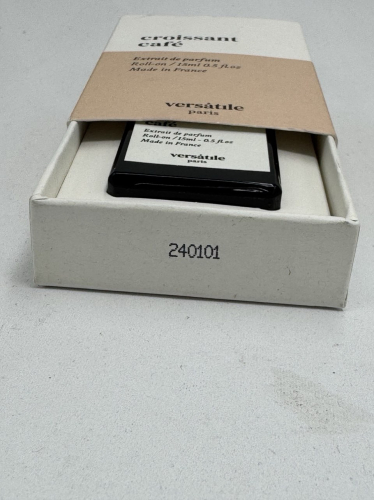 croissant
café
Extrait de parfum
Roll-on / 15ml 0.5 fl.oz
Made in France
versatile
paris
café
Extrait de parfum
Roll-on / 15ml - 0.5 fl.oz
Made in France
versatile
paris
240101